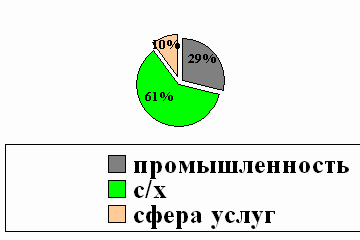 10%
29%
61%
промышленность
с/х
сфера услуг